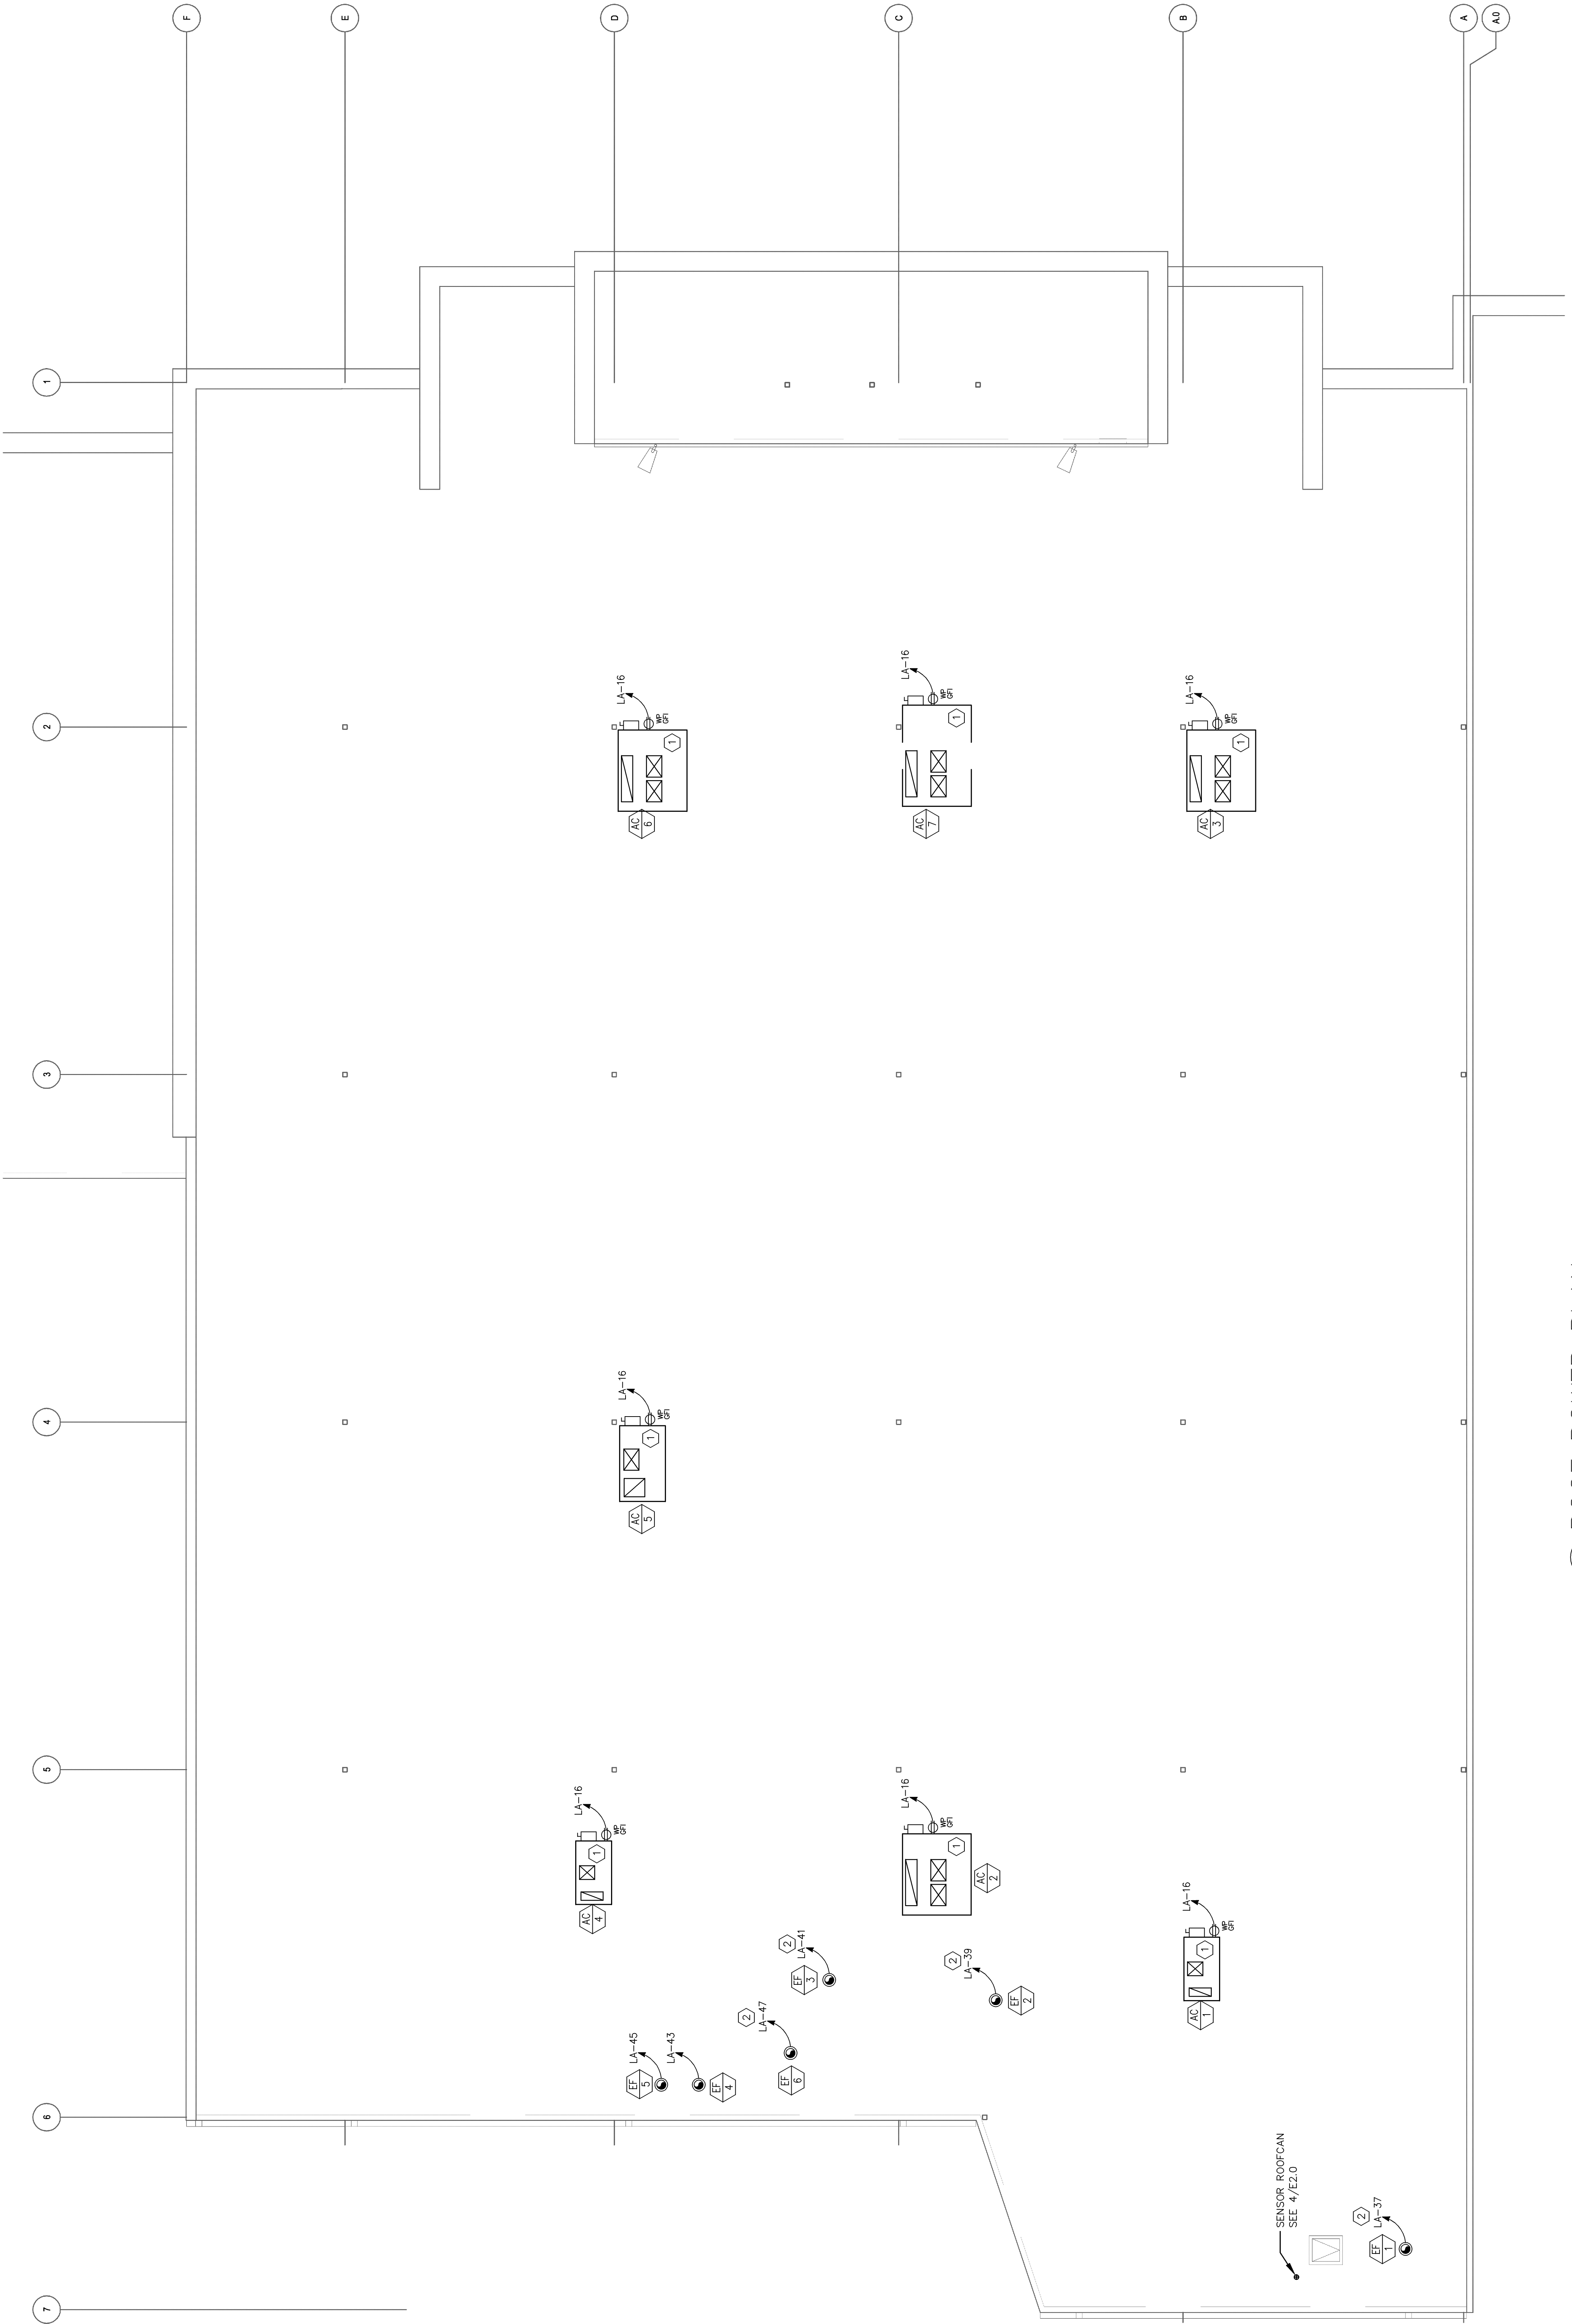 F
E
D
C
B
A
A.0
1
2
3
4
5
6
7
LA-16
WP
GFI
1
AC
6
LA-16
WP
GFI
1
AC
7
LA-16
WP
GFI
1
AC
3
LA-16
WP
GFI
1
AC
5
LA-16
WP
GFI
1
AC
4
LA-16
WP
GFI
1
AC
2
LA-16
WP
GFI
1
AC
1
2
LA-41
EF
3
2
LA-39
EF
2
2
LA-47
EF
6
LA-45
EF
5
LA-43
EF
4
SENSOR ROOFCAN
SEE 4/E2.0
2
LA-37
EF
1